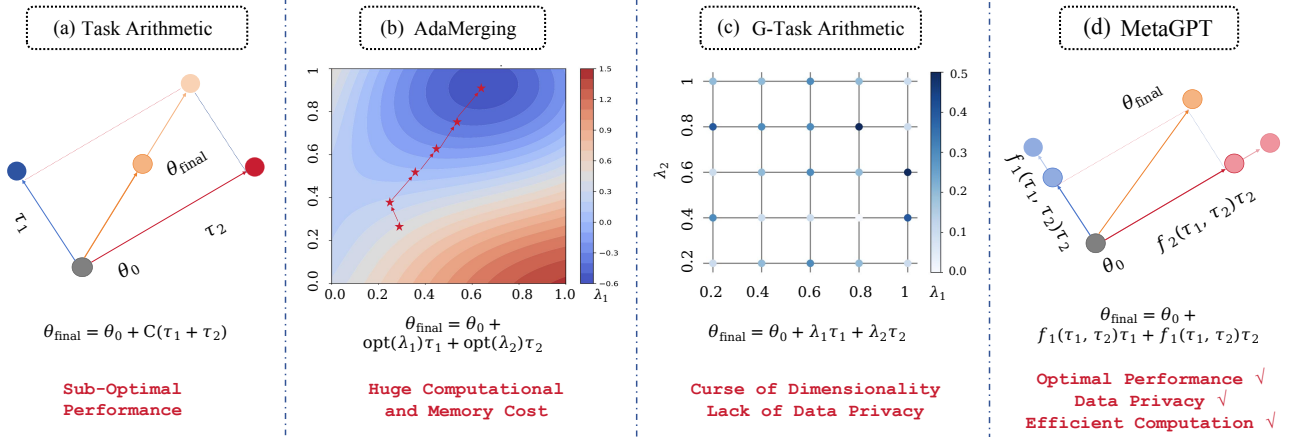 (a) Task Arithmetic
θ_final
τ₁
τ₂
θ₀
θ_final = θ₀ + C(τ₁ + τ₂)
Sub-Optimal
Performance
(b) AdaMerging
1
0.8
0.6
0.4
0.2
0.0
0.0 0.2 0.4 0.6 0.8 1.0
λ₁
1.5
1.2
0.9
0.6
0.3
0.0
−0.3
−0.6
θ_final = θ₀ +
opt(λ₁)τ₁ + opt(λ₂)τ₂
Huge Computational
and Memory Cost
(c) G-Task Arithmetic
λ₂
1
0.8
0.6
0.4
0.2
0.2 0.4 0.6 0.8 1
λ₁
0.5
0.4
0.3
0.2
0.1
0.0
θ_final = θ₀ + λ₁τ₁ + λ₂τ₂
Curse of Dimensionality
Lack of Data Privacy
(d) MetaGPT
θ_final
f₁(τ₁, τ₂)τ₂
f₂(τ₁, τ₂)τ₂
θ₀
θ_final = θ₀ +
f₁(τ₁, τ₂)τ₁ + f₁(τ₁, τ₂)τ₂
Optimal Performance √
Data Privacy √
Efficient Computation √